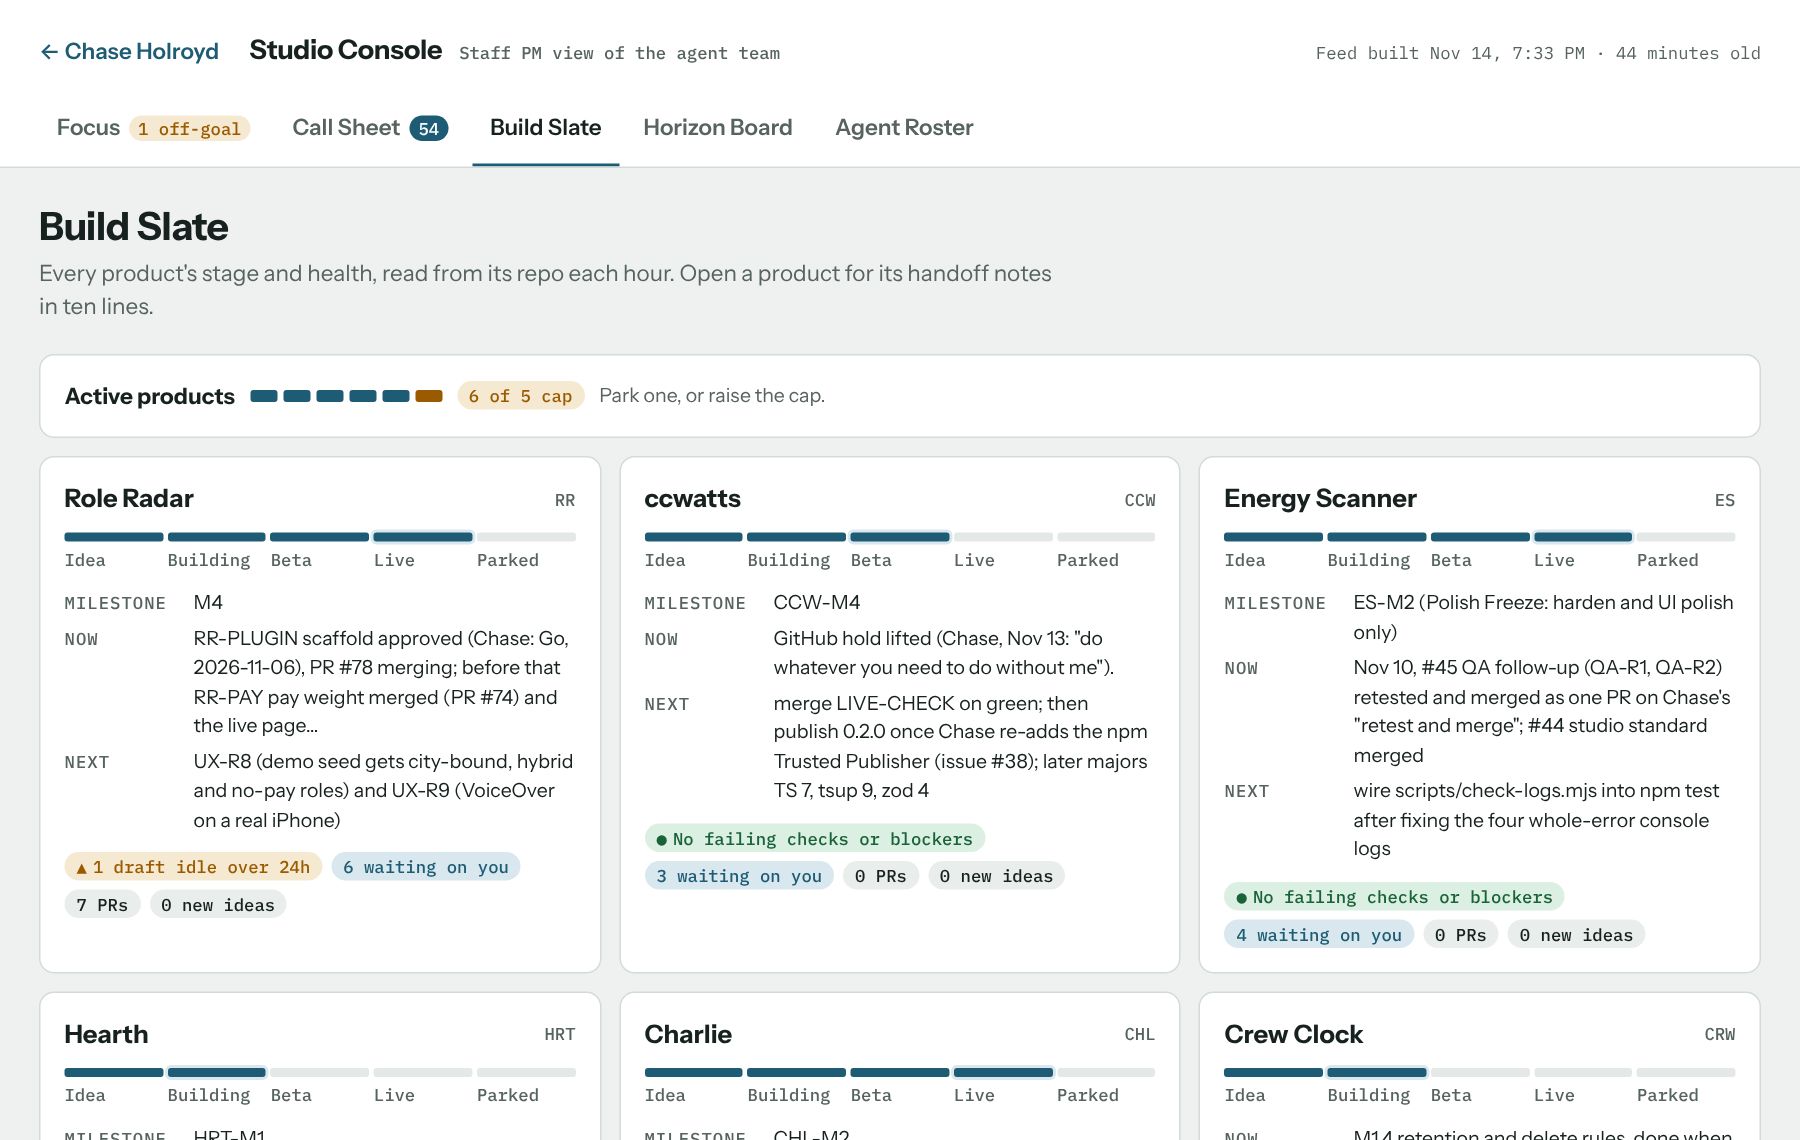 ← Chase Holroyd
Studio Console
Staff PM view of the agent team
Feed built Nov 14, 7:33 PM · 44 minutes old
Focus 1 off-goal
Call Sheet 54
Build Slate
Horizon Board
Agent Roster
Build Slate
Every product's stage and health, read from its repo each hour. Open a product for its handoff notes
in ten lines.
Active products 6 of 5 cap Park one, or raise the cap.
Role Radar RR
Idea Building Beta Live Parked
MILESTONE M4
NOW RR-PLUGIN scaffold approved (Chase: Go,
2026-11-06), PR #78 merging; before that
RR-PAY pay weight merged (PR #74) and
the live page...
NEXT UX-R8 (demo seed gets city-bound, hybrid
and no-pay roles) and UX-R9 (VoiceOver
on a real iPhone)
▲ 1 draft idle over 24h 6 waiting on you
7 PRs 0 new ideas
ccwatts CCW
Idea Building Beta Live Parked
MILESTONE CCW-M4
NOW GitHub hold lifted (Chase, Nov 13: "do
whatever you need to do without me").
NEXT merge LIVE-CHECK on green; then
publish 0.2.0 once Chase re-adds the npm
Trusted Publisher (issue #38); later majors
TS 7, tsup 9, zod 4
● No failing checks or blockers
3 waiting on you 0 PRs 0 new ideas
Energy Scanner ES
Idea Building Beta Live Parked
MILESTONE ES-M2 (Polish Freeze: harden and UI polish
only)
NOW Nov 10, #45 QA follow-up (QA-R1, QA-R2)
retested and merged as one PR on Chase's
"retest and merge"; #44 studio standard
merged
NEXT wire scripts/check-logs.mjs into npm test
after fixing the four whole-error console
logs
● No failing checks or blockers
4 waiting on you 0 PRs 0 new ideas
Hearth HRT
Idea Building Beta Live Parked
MILESTONE HRT-M1
Charlie CHL
Idea Building Beta Live Parked
MILESTONE CHL-M2
Crew Clock CRW
Idea Building Beta Live Parked
NOW M14 retention and delete rules, done when